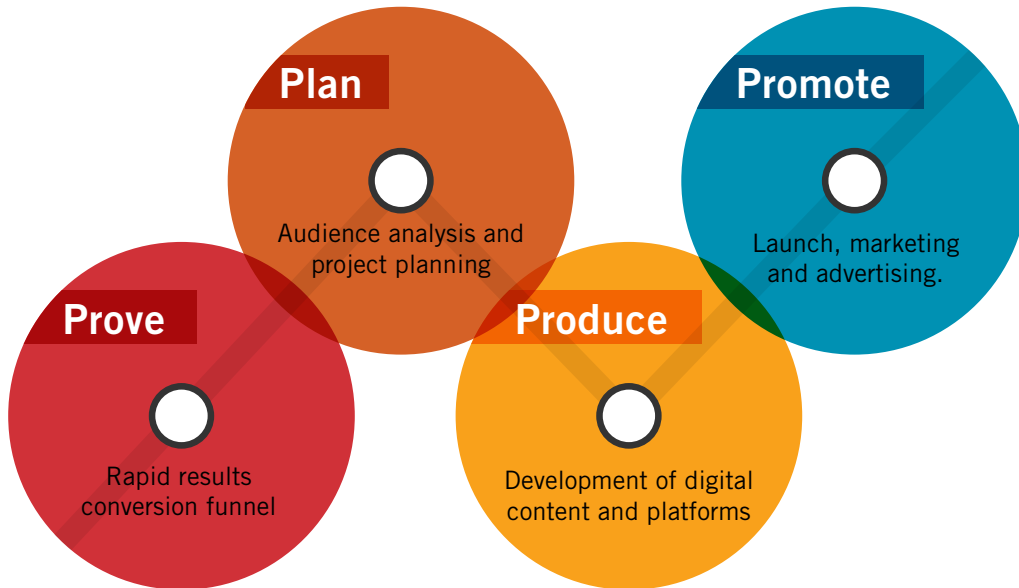 Prove
Rapid results
conversion funnel
Plan
Audience analysis and
project planning
Produce
Development of digital
content and platforms
Promote
Launch, marketing
and advertising.